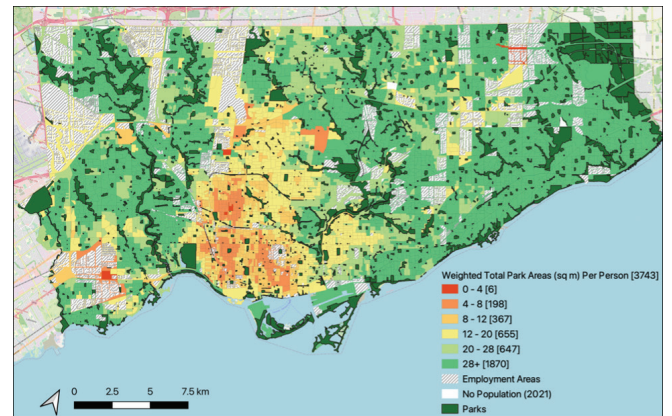 Weighted Total Park Areas (sq m) Per Person [3743]
0 - 4 [6]
4 - 8 [198]
8 - 12 [367]
12 - 20 [655]
20 - 28 [647]
28+ [1870]
Employment Areas
No Population (2021)
Parks
0 2.5 5 7.5 km